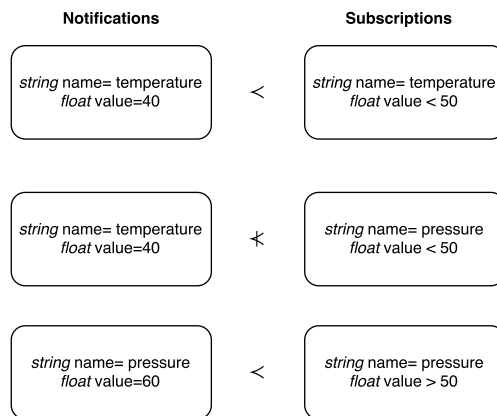 Notifications Subscriptions
string name= temperature ≺ string name= temperature
float value=40 float value < 50
string name= temperature ⊀ string name= pressure
float value=40 float value < 50
string name= pressure ≺ string name= pressure
float value=60 float value > 50